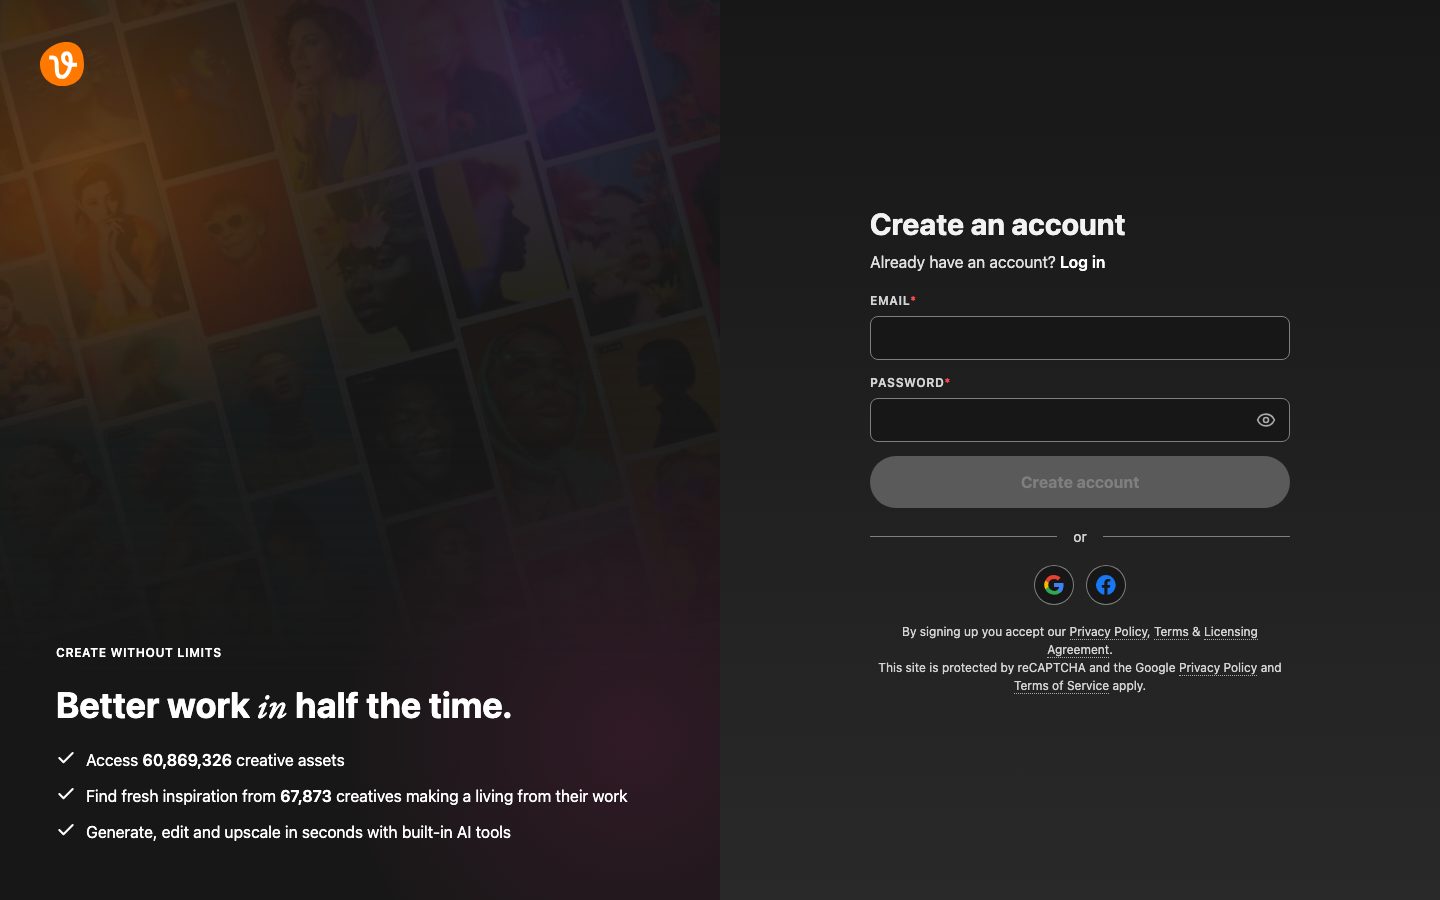 CREATE WITHOUT LIMITS
Better work in half the time.
Access 60,869,326 creative assets
Find fresh inspiration from 67,873 creatives making a living from their work
Generate, edit and upscale in seconds with built-in AI tools
Create an account
Already have an account? Log in
EMAIL*
PASSWORD*
Create account
or
By signing up you accept our Privacy Policy, Terms & Licensing
Agreement.
This site is protected by reCAPTCHA and the Google Privacy Policy and
Terms of Service apply.